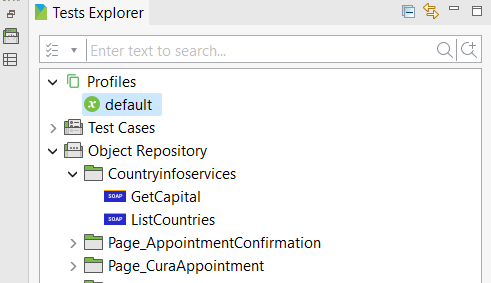 Tests Explorer
Enter text to search...
Profiles
default
Test Cases
Object Repository
Countryinfoservices
SOAP GetCapital
SOAP ListCountries
Page_AppointmentConfirmation
Page_CuraAppointment